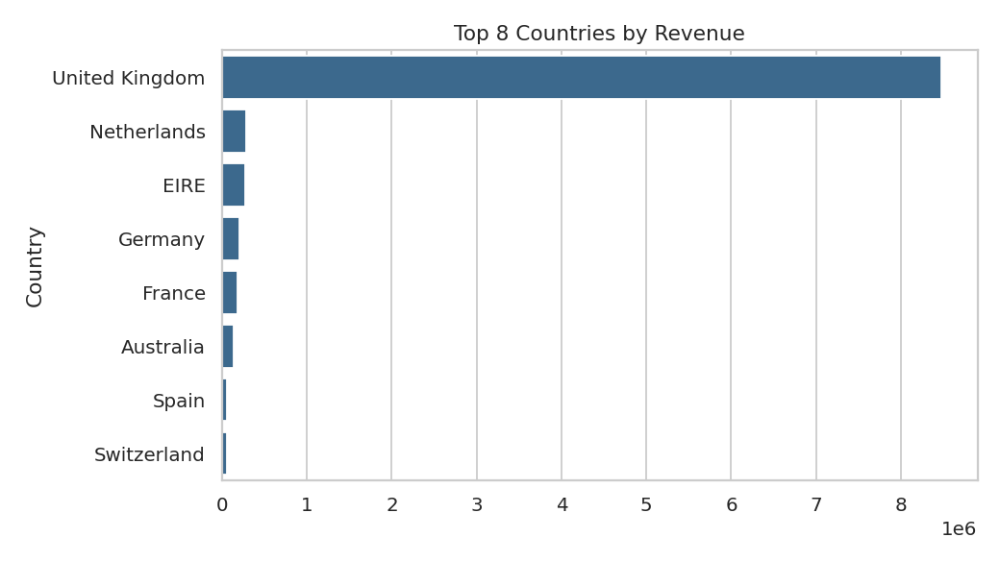 Top 8 Countries by Revenue
Country
United Kingdom
Netherlands
EIRE
Germany
France
Australia
Spain
Switzerland
0 1 2 3 4 5 6 7 8
1e6